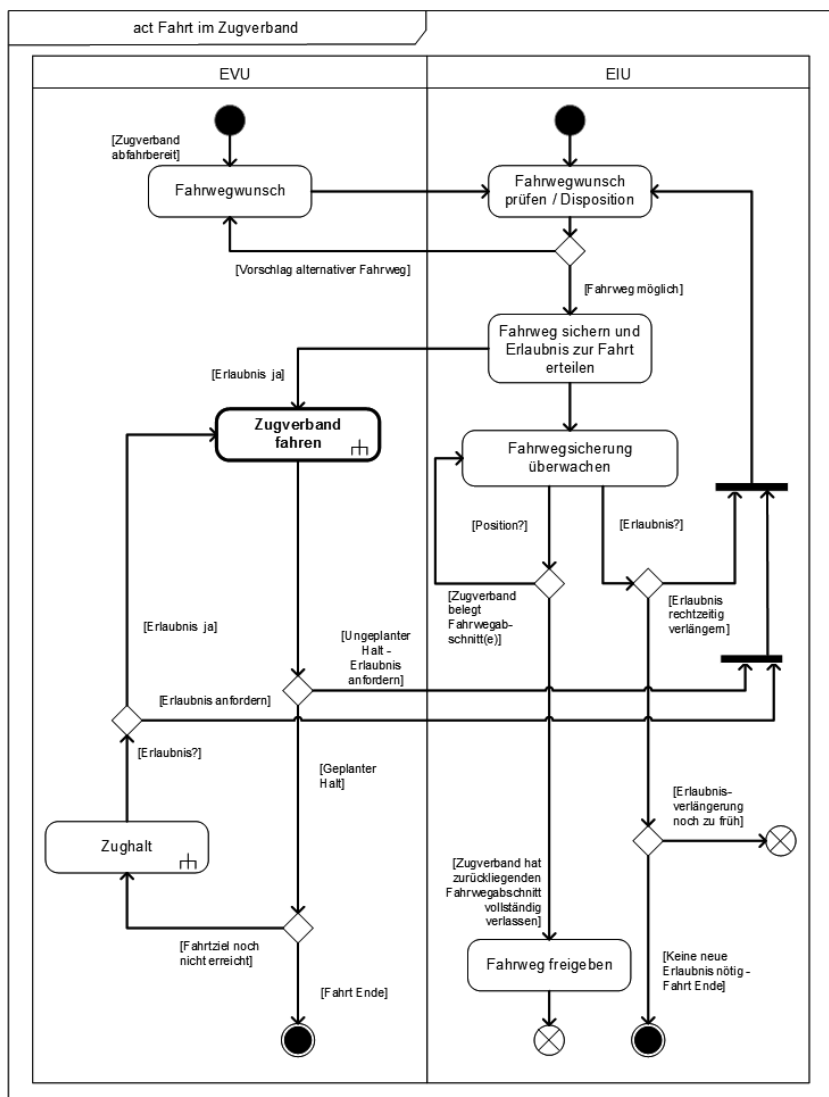 act Fahrt im Zugverband
EVU
EIU
[Zugverband
abfahrbereit]
Fahrwegwunsch
Fahrwegwunsch
prüfen / Disposition
[Vorschlag alternativer Fahrweg]
[Fahrweg möglich]
Fahrweg sichern und
Erlaubnis zur Fahrt
erteilen
[Erlaubnis ja]
Zugverband
fahren
Fahrwegsicherung
überwachen
[Position?]
[Erlaubnis?]
[Zugverband
belegt
Fahrwegab-
schnitt(e)]
[Erlaubnis
rechtzeitig
verlängern]
[Erlaubnis ja]
[Ungeplanter
Halt -
Erlaubnis
anfordern]
[Erlaubnis anfordern]
[Erlaubnis?]
[Geplanter
Halt]
[Erlaubnis-
verlängerung
noch zu früh]
Zughalt
[Zugverband hat
zurückliegenden
Fahrwegabschnitt
vollständig
verlassen]
[Fahrtziel noch
nicht erreicht]
Fahrweg freigeben
[Keine neue
Erlaubnis nötig -
Fahrt Ende]
[Fahrt Ende]